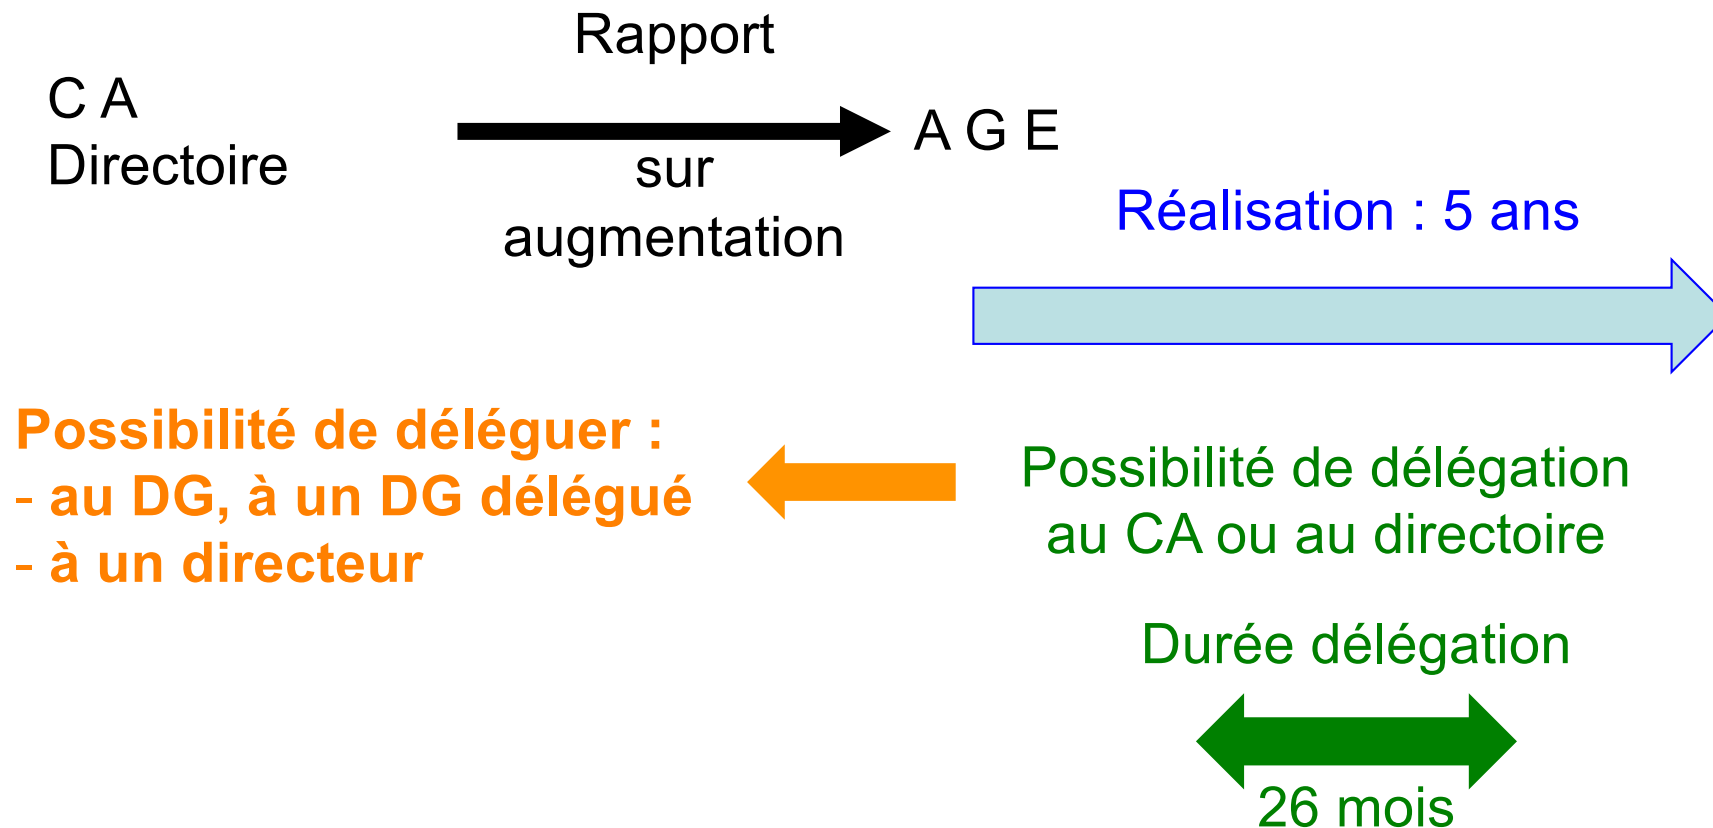 C A
Directoire
Rapport
sur
augmentation
A G E
Réalisation : 5 ans
Possibilité de déléguer :
- au DG, à un DG délégué
- à un directeur
Possibilité de délégation
au CA ou au directoire
Durée délégation
26 mois